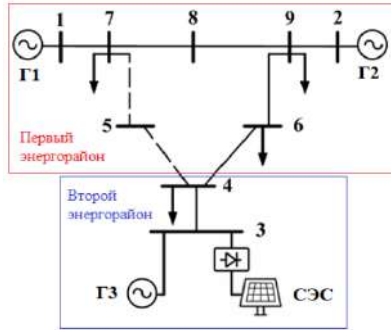 1 7 8 9 2
Г1
Г2
5 6
Первый
энергорайон
Второй
энергорайон
4
3
Г3
СЭС